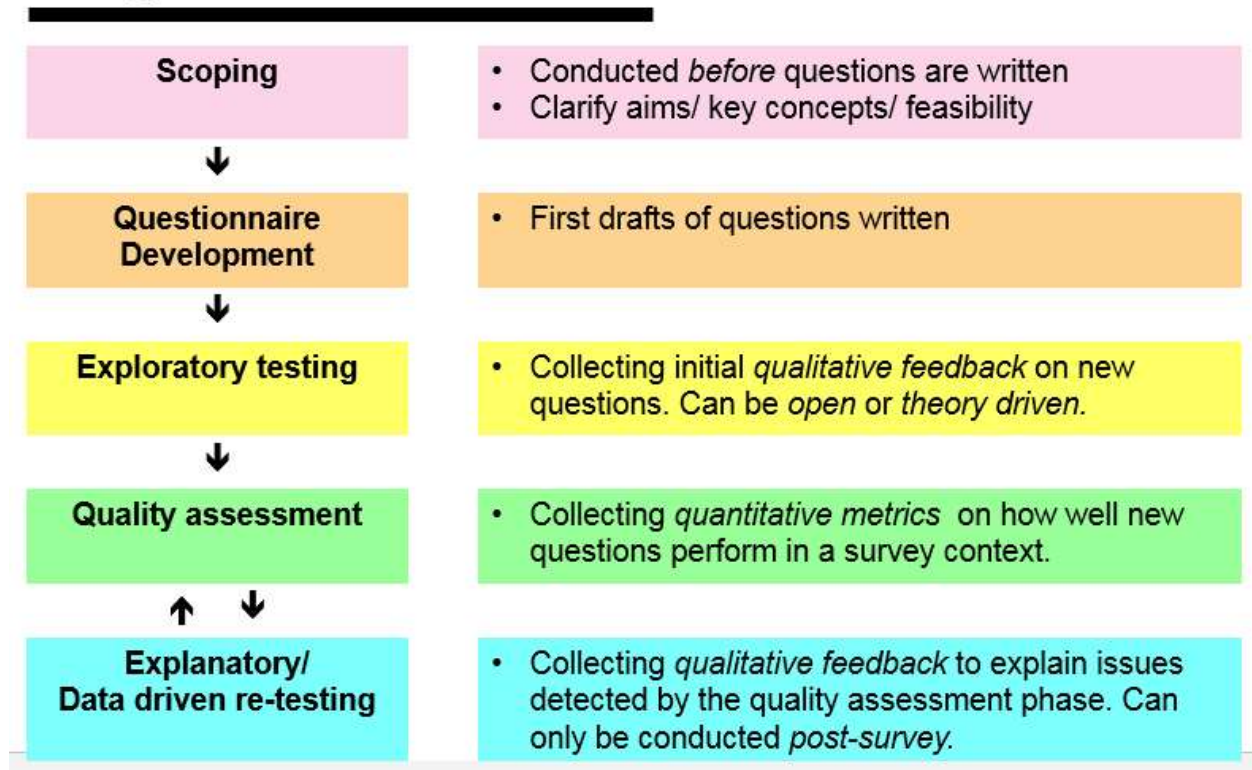 Scoping
• Conducted before questions are written
• Clarify aims/ key concepts/ feasibility
Questionnaire
Development
• First drafts of questions written
Exploratory testing
• Collecting initial qualitative feedback on new
questions. Can be open or theory driven.
Quality assessment
• Collecting quantitative metrics on how well new
questions perform in a survey context.
Explanatory/
Data driven re-testing
• Collecting qualitative feedback to explain issues
detected by the quality assessment phase. Can
only be conducted post-survey.